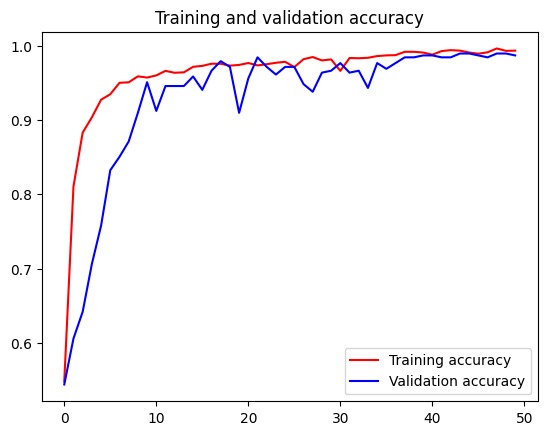 Training and validation accuracy
1.0
0.9
0.8
0.7
0.6
Training accuracy
Validation accuracy
0 10 20 30 40 50